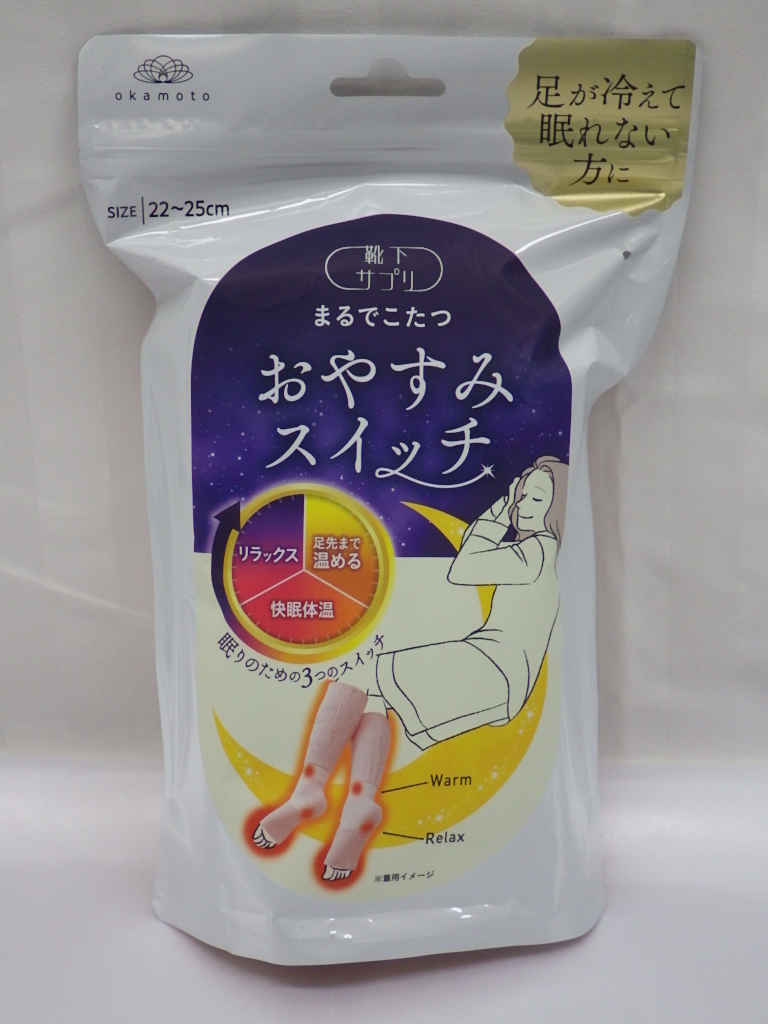 okamoto
足が冷えて
眠れない
方に
SIZE 22~25cm
靴下
サプリ
まるでこたつ
おやすみ
スイッチ
リラックス
足先まで
温める
快眠体温
眠りのための3つのスイッチ
Warm
Relax
※着用イメージ